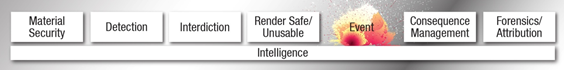 Material
Security
Detection
Interdiction
Render Safe/
Unusable
Event
Consequence
Management
Forensics/
Attribution
Intelligence